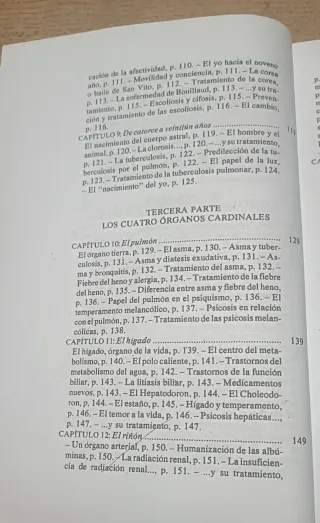 cación de la afectividad, p. 110. – El yo hacia el noveno
año, p. 111. – Movilidad y conciencia, p. 111. – La corea
o baile de San Vito, p. 112. – Tratamiento de la corea,
p. 113. – La enfermedad de Bouillaud, p. 113. – ...y su tra-
tamiento, p. 115. – Escoliosis y cifosis, p. 115. – Preven-
ción y tratamiento de las escoliosis, p. 116. – El cambio,
p. 116.
CAPÍTULO 9: De catorce a veintiún años
El nacimiento del cuerpo astral, p. 119. – El hombre y el
animal, p. 120. – La clorosis..., p. 120. – ...y su tratamiento,
p. 121. – La tuberculosis, p. 122. – Predilección de la tu-
berculosis por el pulmón, p. 122. – El papel de la luz,
p. 123. – Tratamiento de la tuberculosis pulmonar, p. 124.
– El "nacimiento" del yo, p. 125.
TERCERA PARTE
LOS CUATRO ÓRGANOS CARDINALES
CAPÍTULO 10: El pulmón ........ 129
El órgano tierra, p. 129. – El asma, p. 130. – Asma y tuber-
culosis, p. 131. – Asma y diátesis exudativa, p. 131. – As-
ma y bronquitis, p. 132. – Tratamiento del asma, p. 132. –
Fiebre del heno y alergia, p. 134. – Tratamiento de la fiebre
del heno, p. 135. – Diferencia entre asma y fiebre del heno,
p. 136. – Papel del pulmón en el psiquismo, p. 136. – El
temperamento melancólico, p. 137. – Psicosis en relación
con el pulmón, p. 137. – Tratamiento de las psicosis melan-
cólicas, p. 138.
CAPÍTULO 11: El hígado ........ 139
El hígado, órgano de la vida, p. 139. – El centro del meta-
bolismo, p. 140. – El polo caliente, p. 141. – Trastornos del
metabolismo del agua, p. 142. – Trastornos de la función
biliar, p. 143. – La litiasis biliar, p. 143. – Medicamentos
nuevos, p. 143. – El Hepatodoron, p. 144. – El Choleodo-
ron, p. 144. – El estaño, p. 145. – Hígado y temperamento,
p. 146. – El temor a la vida, p. 146. – Psicosis hepáticas...,
p. 147. – ...y su tratamiento, p. 147.
CAPÍTULO 12: El riñón ........ 149
– Un órgano arterial, p. 150. – Humanización de las albú-
minas, p. 150. – La radiación renal, p. 151. – La insuficien-
cia de radiación renal..., p. 151. – ...y su tratamiento,